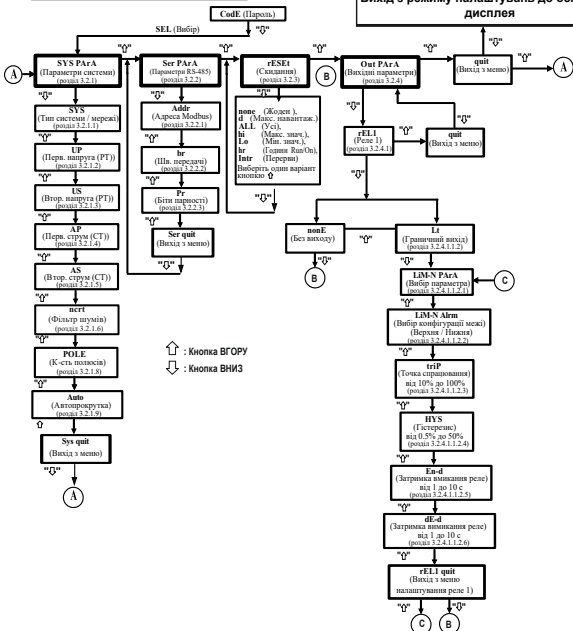 дисплея
CodE (Пароль)
SEL (Вибір)
"⇩"
"⇧"
"⇧"
"⇧"
"⇧"
"⇧"
A
SYS PArA
(Параметри системи)
(розділ 3.2.1)
Ser PArA
(Параметри RS-485)
(розділ 3.2.2)
rESEt
(Скидання)
(розділ 3.2.3)
B
Out PArA
(Вихідні параметри)
(розділ 3.2.4)
quit
(Вихід з меню)
A
"⇩"
SYS
(Тип системи / мережі)
(розділ 3.2.1.1)
"⇧"
UP
(Перв. напруга (PT))
(розділ 3.2.1.2)
"⇧"
US
(Втор. напруга (PT))
(розділ 3.2.1.3)
"⇧"
AP
(Перв. струм (CT))
(розділ 3.2.1.4)
"⇧"
AS
(Втор. струм (CT))
(розділ 3.2.1.5)
"⇧"
ncrt
(Фільтр шумів)
(розділ 3.2.1.6)
"⇧"
POLE
(К-сть полюсів)
(розділ 3.2.1.8)
"⇧"
Auto
(Автопрокрутка)
(розділ 3.2.1.9)
⇧
Sys quit
(Вихід з меню)
"⇩"
A
"⇩"
Addr
(Адреса Modbus)
(розділ 3.2.2.1)
"⇧"
br
(Шв. передачі)
(розділ 3.2.2.2)
"⇧"
Pr
(Біти парності)
(розділ 3.2.2.3)
"⇧"
Ser quit
(Вихід з меню)
"⇩"
"⇩"
none (Жоден ),
d (Макс. навантаж.)
ALL (Усі),
hi (Макс. знач.),
Lo (Мін. знач.),
hr (Години Run/On),
Intr (Перерви)
Виберіть один варіант
кнопкою ⇧
"⇩"
"⇩"
"⇩"
rEL1
(Реле 1)
(розділ 3.2.4.1)
"⇧"
quit
(Вихід з меню)
"⇩"
nonE
(Без виходу)
"⇧"
Lt
(Граничний вихід)
(розділ 3.2.4.1.1.2)
"⇩"
B
"⇩"
LiM-N PArA
(Вибір параметра)
(розділ 3.2.4.1.1.2.1)
C
"⇧"
LiM-N Alrm
(Вибір конфігурації межі)
(Верхня / Нижня)
(розділ 3.2.4.1.1.2.2)
"⇧"
triP
(Точка спрацювання)
від 10% до 100%
(розділ 3.2.4.1.1.2.3)
"⇧"
HYS
(Гістерезис)
від 0.5% до 50%
(розділ 3.2.4.1.1.2.4)
"⇧"
En-d
(Затримка вмикання реле)
від 1 до 10 с
(розділ 3.2.4.1.1.2.5)
"⇧"
dE-d
(Затримка вимикання реле)
від 1 до 10 с
(розділ 3.2.4.1.1.2.6)
"⇧"
rEL1 quit
(Вихід з меню
налаштування реле 1)
"⇧"
"⇩"
C
B
⇧ : Кнопка ВГОРУ
⇩ : Кнопка ВНИЗ